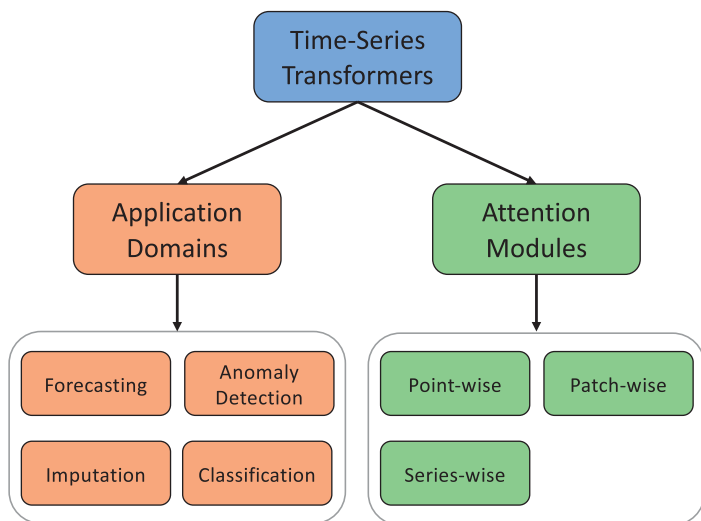 Time-Series
Transformers
Application
Domains
Attention
Modules
Forecasting
Anomaly
Detection
Imputation
Classification
Point-wise
Patch-wise
Series-wise